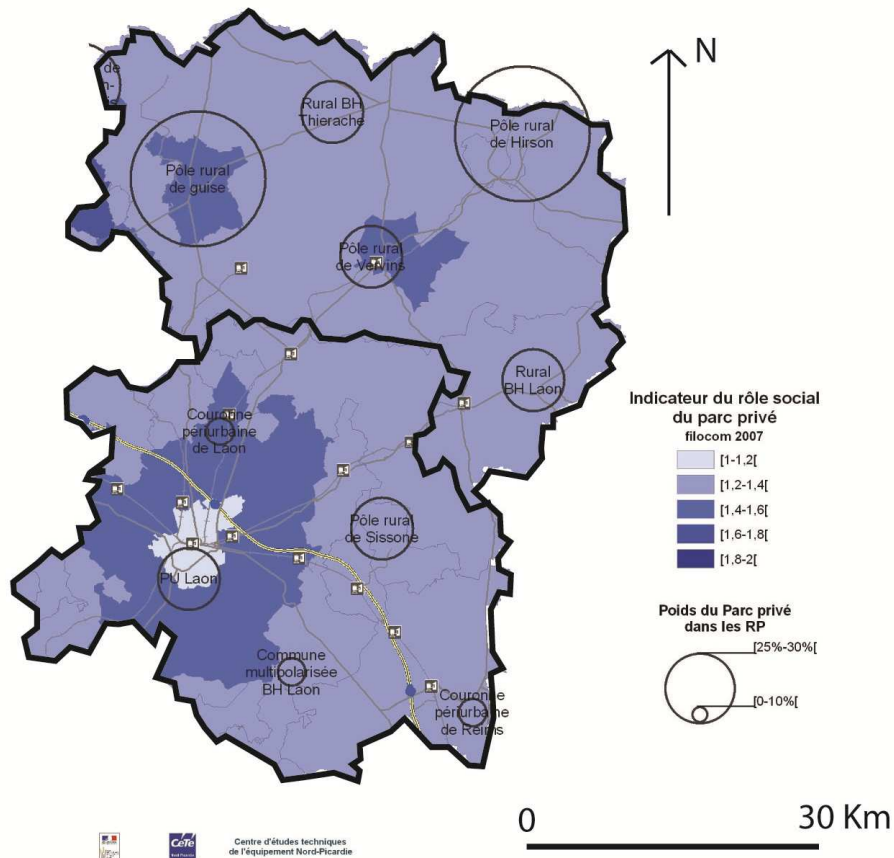 N
de
n-
Rural BH
Thierache
Pôle rural
de Hirson
Pôle rural
de guise
Pôle rural
de Vervins
Rural
BH Laon
Couronne
périurbaine
de Laon
Pôle rural
de Sissone
PU Laon
Commune
multipolarisée
BH Laon
Couronne
périurbaine
de Reims
Indicateur du rôle social
du parc privé
filocom 2007
[1-1,2[
[1,2-1,4[
[1,4-1,6[
[1,6-1,8[
[1,8-2[
Poids du Parc privé
dans les RP
[25%-30%[
[0-10%[
0 30 Km
CeTe
Nord Picardie
Centre d'études techniques
de l'équipement Nord-Picardie